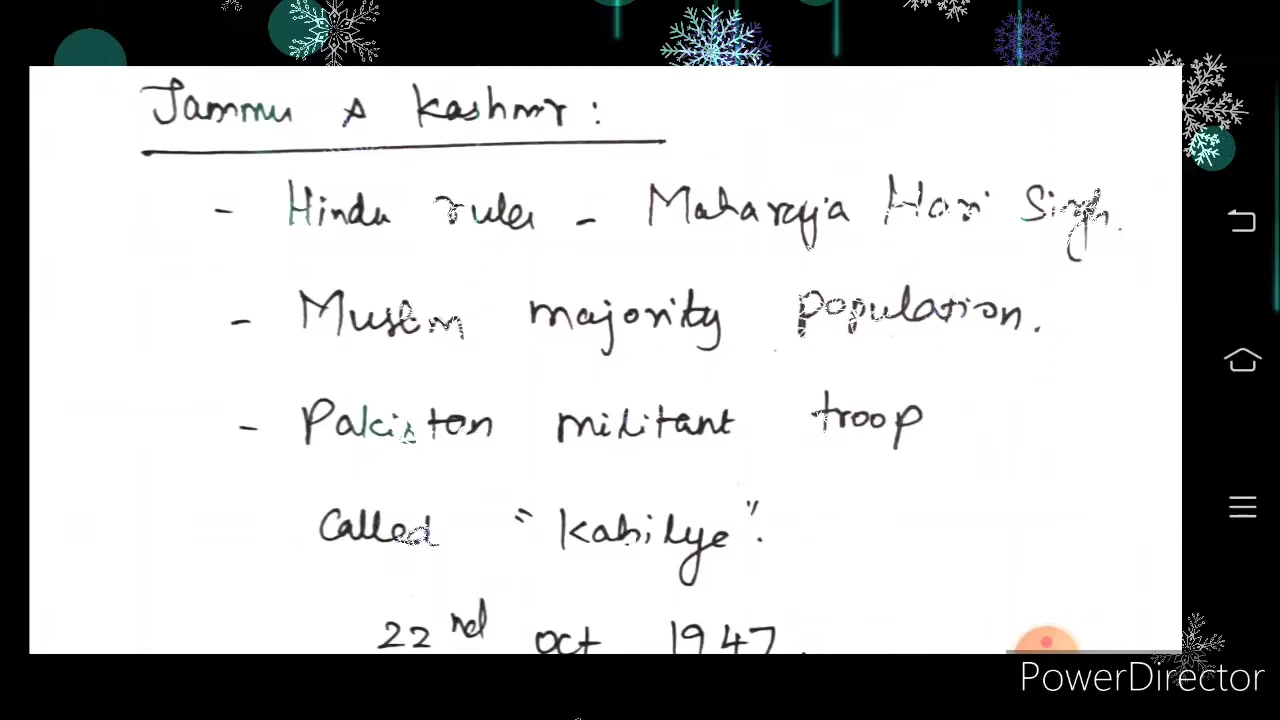 Jammu & Kashmir:
- Hindu ruler - Maharaja Hari Singh.
- Muslim majority population.
- Pakistan militant troop
called "Kabilye".
22nd Oct 1947.
PowerDirector